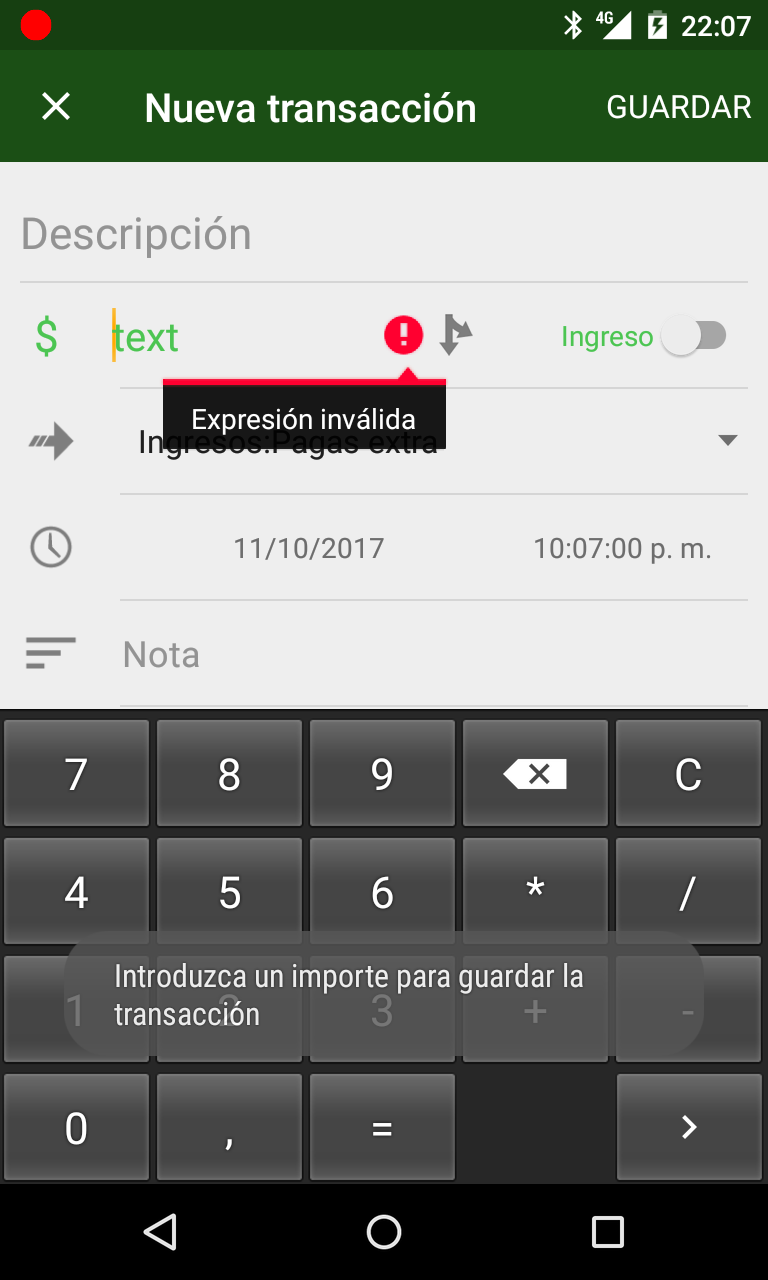 4G 22:07
Nueva transacción GUARDAR
Descripción
$ text Ingreso
Expresión inválida
Ingresos:Pagas extra
11/10/2017 10:07:00 p. m.
Nota
7 8 9 C
4 5 6 * /
Introduzca un importe para guardar la
transacción
1 2 3 + -
0 , = >